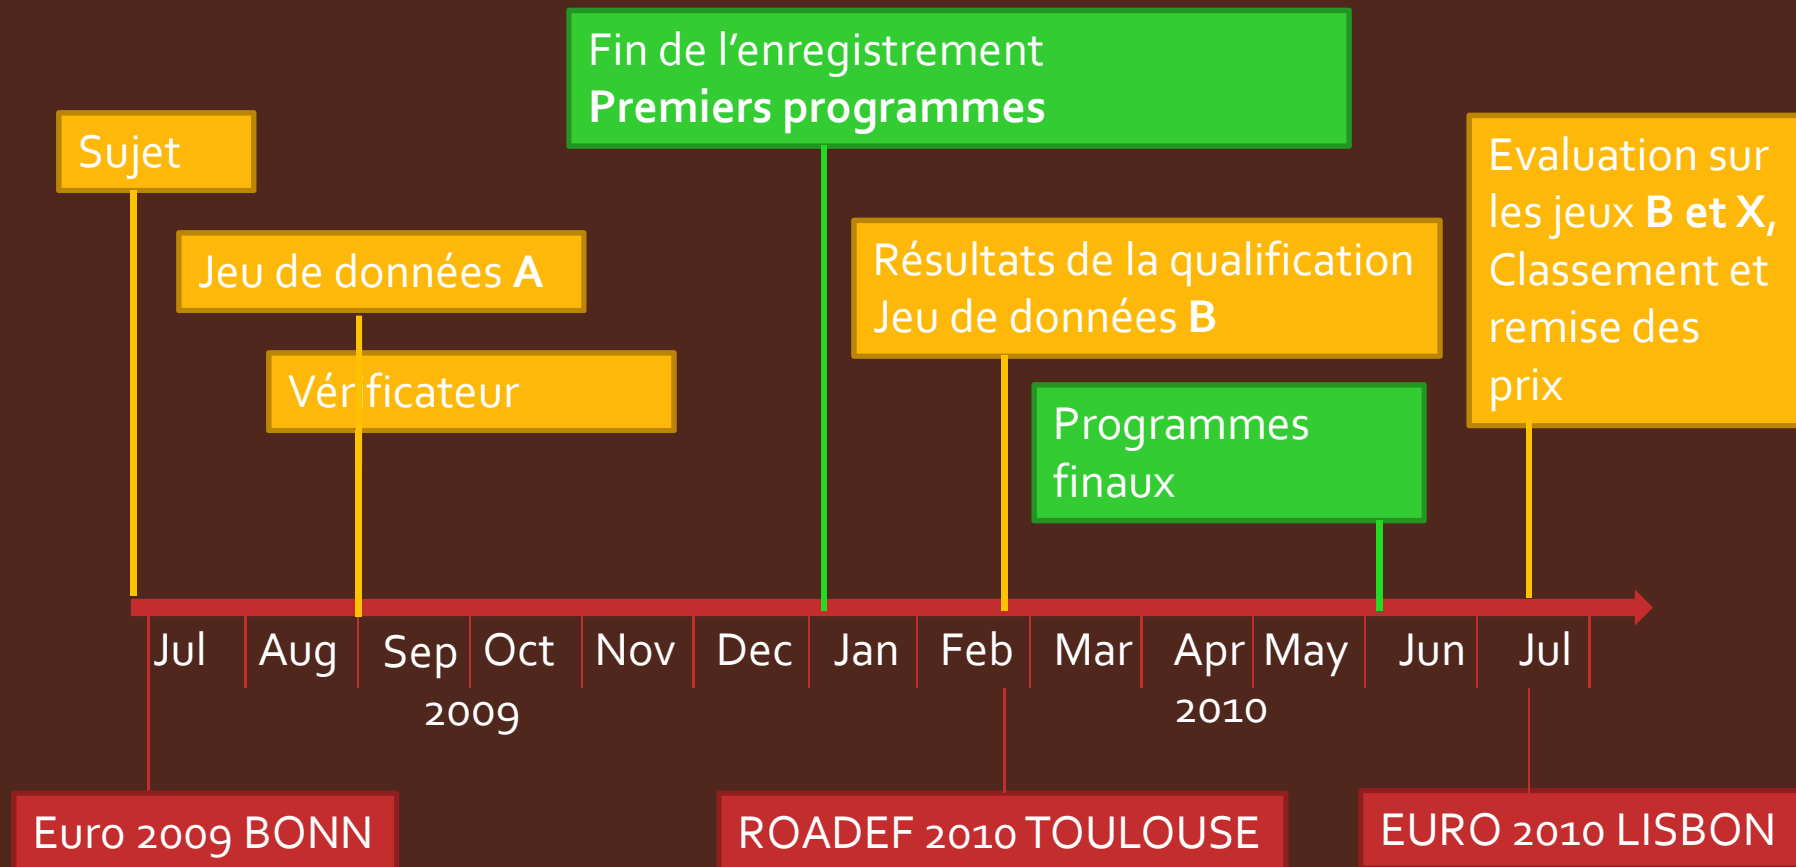 Fin de l'enregistrement
Premiers programmes
Sujet
Evaluation sur
les jeux B et X,
Classement et
remise des
prix
Jeu de données A
Résultats de la qualification
Jeu de données B
Vérificateur
Programmes
finaux
Jul Aug Sep Oct Nov Dec Jan Feb Mar Apr May Jun Jul
2009 2010
Euro 2009 BONN
ROADEF 2010 TOULOUSE
EURO 2010 LISBON